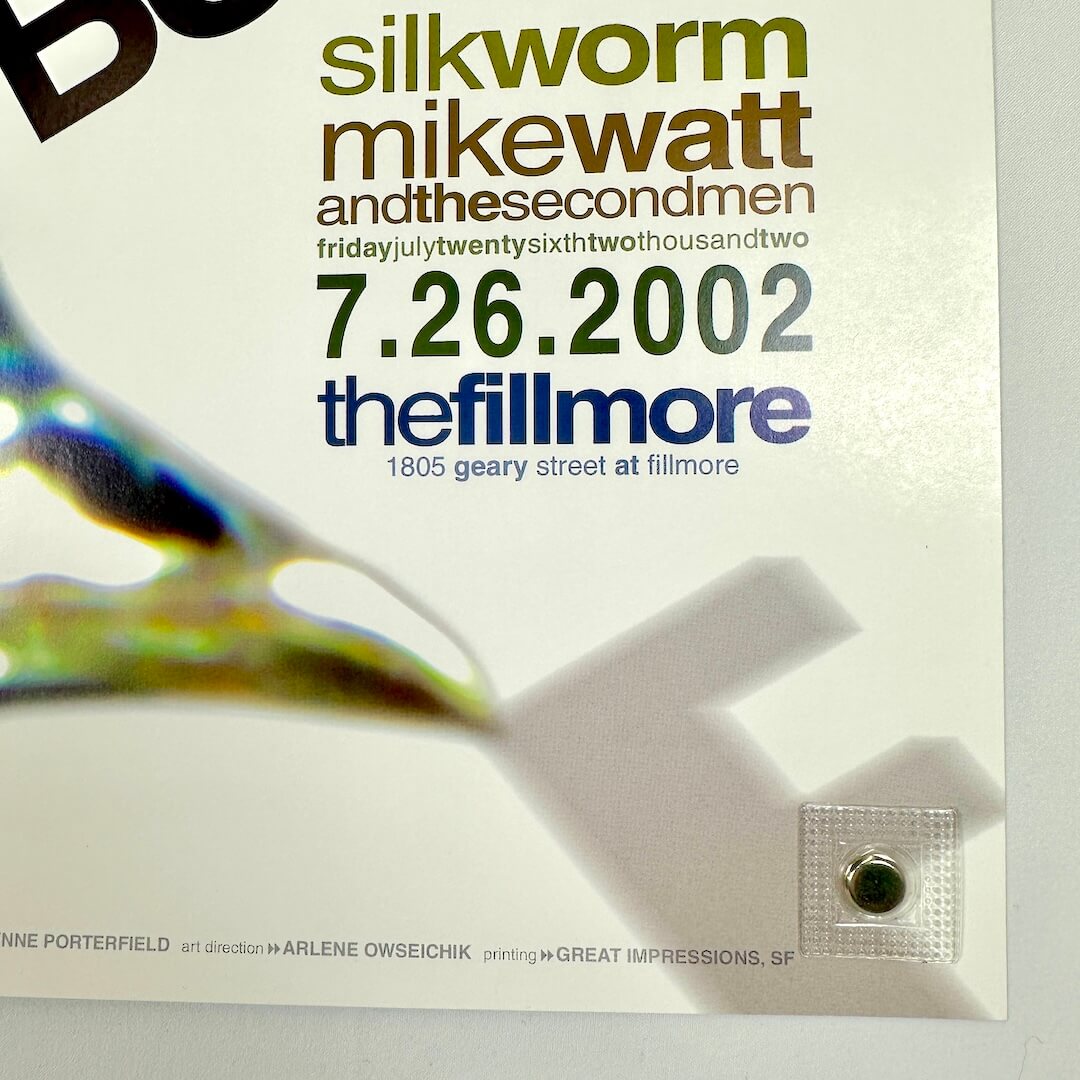 silkworm
mikewatt
andthesecondmen
fridayjulytwentysixthtwothousandtwo
7.26.2002
thefillmore
1805 geary street at fillmore
NNE PORTERFIELD art direction ▸▸ ARLENE OWSEICHIK printing ▸▸ GREAT IMPRESSIONS, SF